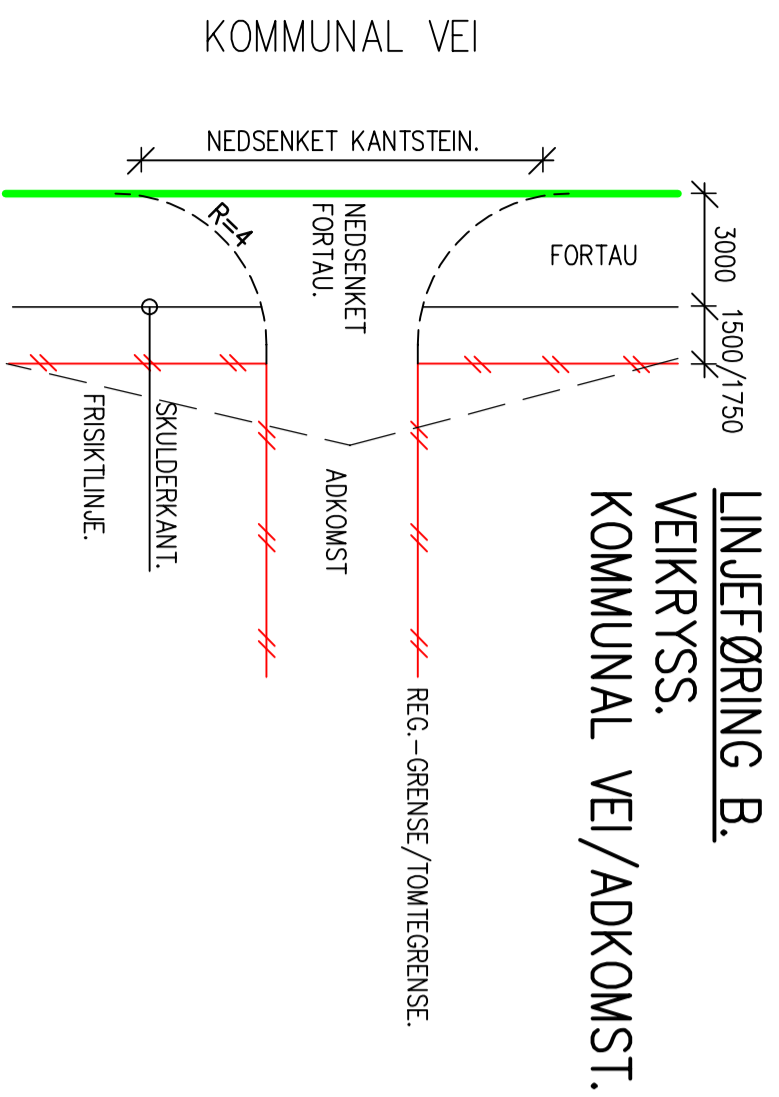 LINJEFØRING B.
VEIKRYSS.
KOMMUNAL VEI/ADKOMST.
KOMMUNAL VEI
NEDSENKET KANTSTEIN.
3000
1500/1750
FORTAU
NEDSENKET
FORTAU.
R=4
ADKOMST
SKULDERKANT.
FRISIKTLINJE.
REG.-GRENSE/TOMTEGRENSE.